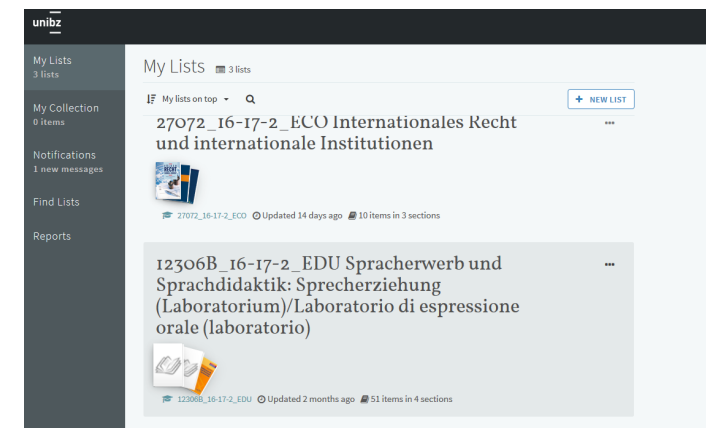 unibz
My Lists
3 lists
My Collection
0 items
Notifications
1 new messages
Find Lists
Reports
My Lists 3 lists
My lists on top
+ NEW LIST
27072_16-17-2_ECO Internationales Recht
und internationale Institutionen
RECHT
27072_16-17-2_ECO Updated 14 days ago 10 items in 3 sections
12306B_16-17-2_EDU Spracherwerb und
Sprachdidaktik: Sprecherziehung
(Laboratorium)/Laboratorio di espressione
orale (laboratorio)
12306B_16-17-2_EDU Updated 2 months ago 51 items in 4 sections